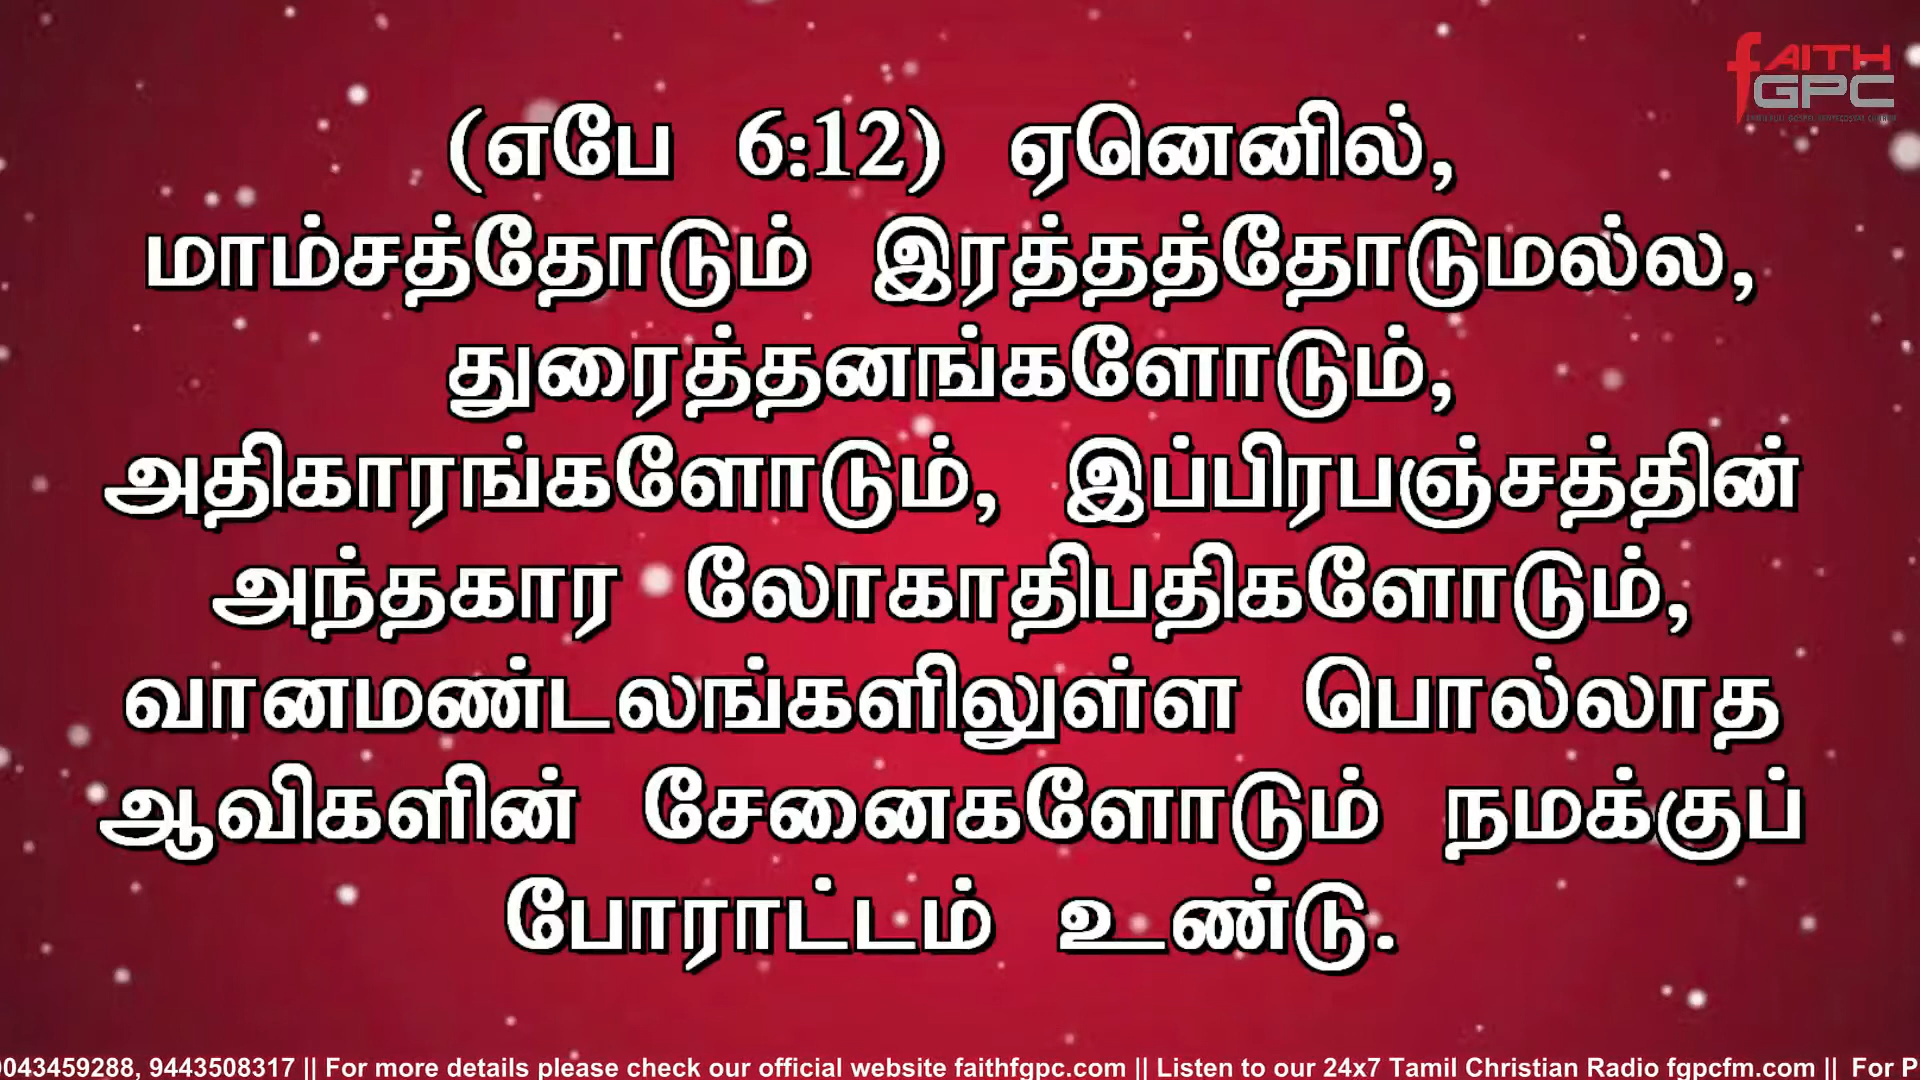 fAITH
GPC
(எபே 6:12) ஏனெனில்,
மாம்சத்தோடும் இரத்தத்தோடுமல்ல,
துரைத்தனங்களோடும்,
அதிகாரங்களோடும், இப்பிரபஞ்சத்தின்
அந்தகார லோகாதிபதிகளோடும்,
வானமண்டலங்களிலுள்ள பொல்லாத
ஆவிகளின் சேனைகளோடும் நமக்குப்
போராட்டம் உண்டு.
9443508317 || For more details please check our official website faithfgpc.com || Listen to our 24x7 Tamil Christian Radio fgpcfm.com || For